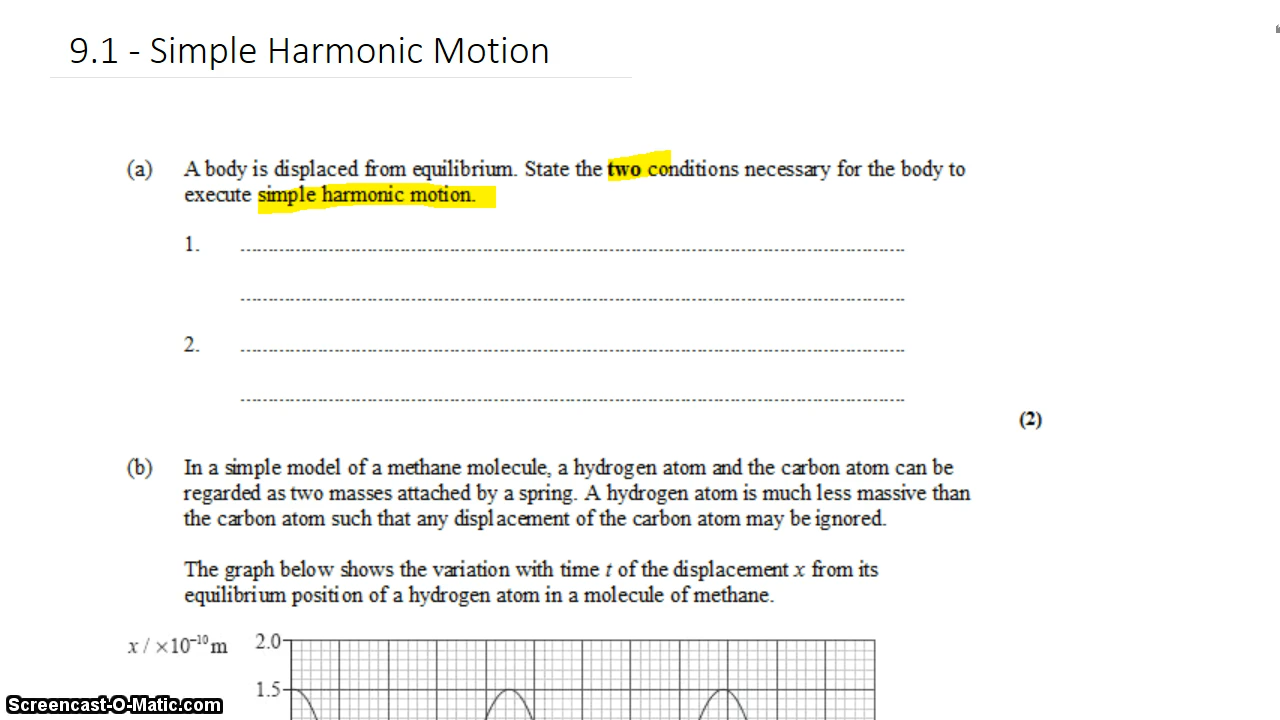 9.1 - Simple Harmonic Motion
(a) A body is displaced from equilibrium. State the two conditions necessary for the body to
execute simple harmonic motion.
1.
2.
(2)
(b) In a simple model of a methane molecule, a hydrogen atom and the carbon atom can be
regarded as two masses attached by a spring. A hydrogen atom is much less massive than
the carbon atom such that any displacement of the carbon atom may be ignored.
The graph below shows the variation with time t of the displacement x from its
equilibrium position of a hydrogen atom in a molecule of methane.
x / ×10⁻¹⁰ m 2.0
1.5
Screencast-O-Matic.com